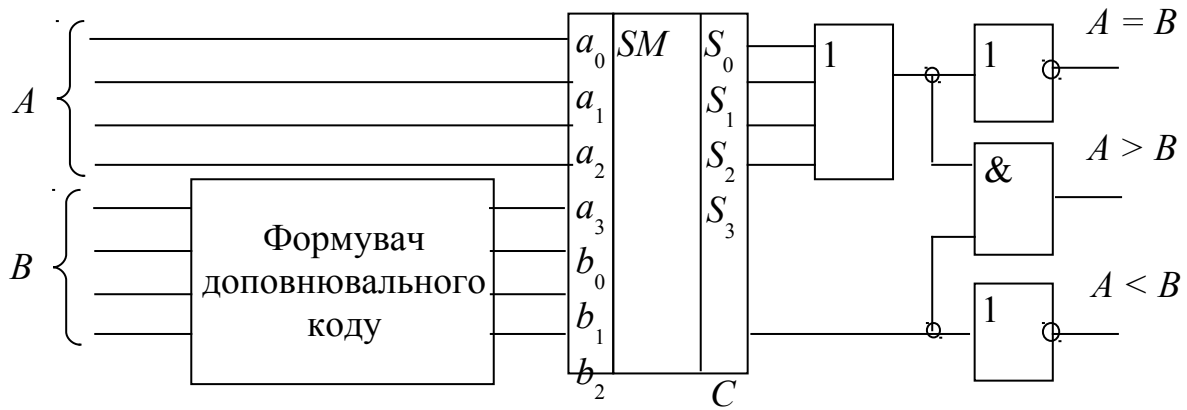 A = B
a0 SM S0 1 1
A a1 S1
a2 S2 & A > B
a3 S3
Формувач
B b0
доповнювального A < B
коду b1 1
b2 C